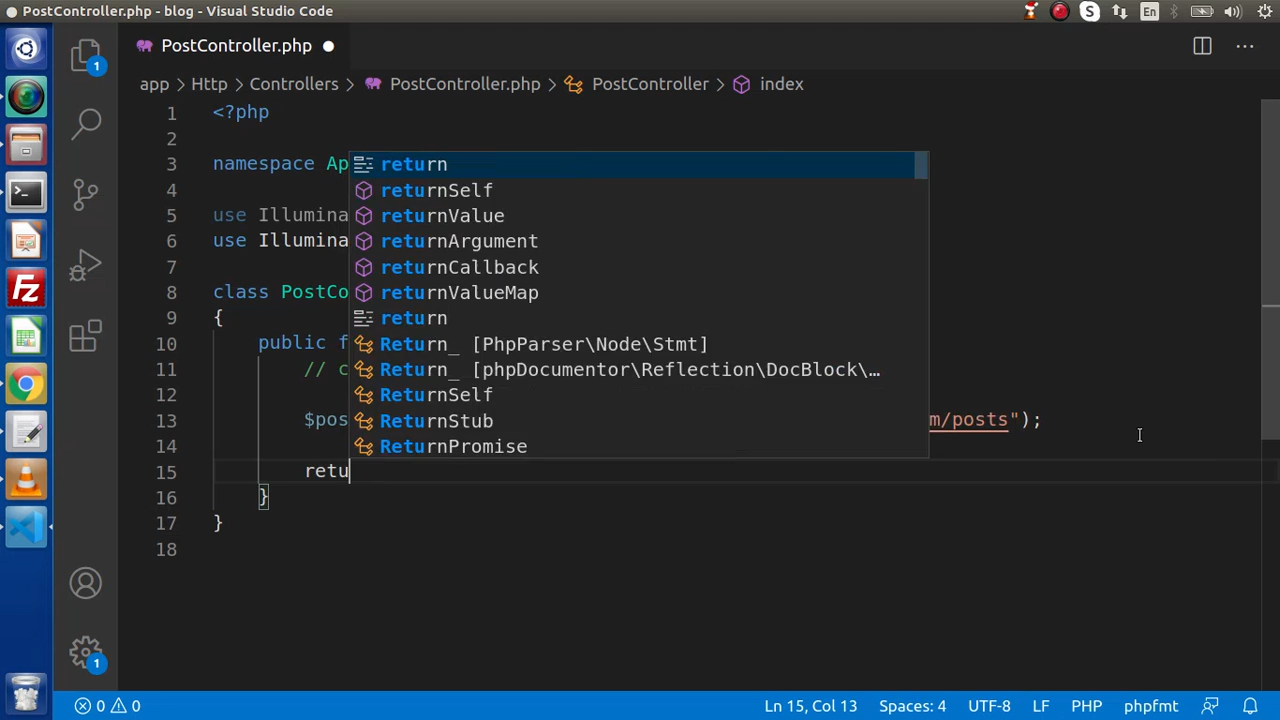 PostController.php - blog - Visual Studio Code
En
PostController.php
app > Http > Controllers > PostController.php > PostController > index
1 <?php
2
3 namespace Ap
4
5 use Illumina
6 use Illumina
7
8 class PostCo
9 {
10 public f
11 // c
12
13 $pos m/posts");
14
15 retu
16 }
17 }
18
return
returnSelf
returnValue
returnArgument
returnCallback
returnValueMap
return
Return_ [PhpParser\Node\Stmt]
Return_ [phpDocumentor\Reflection\DocBlock\…
ReturnSelf
ReturnStub
ReturnPromise
1
1
0 0 Ln 15, Col 13 Spaces: 4 UTF-8 LF PHP phpfmt